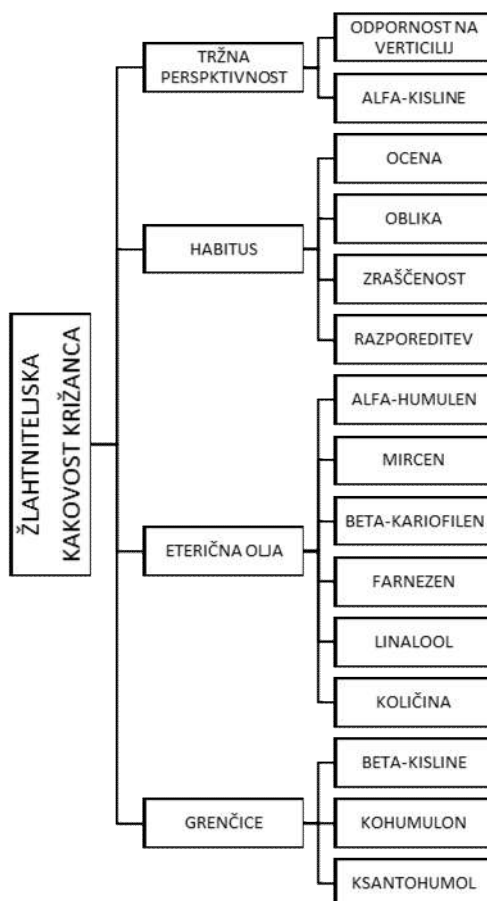 ŽLAHTNITELJSKA
KAKOVOST KRIŽANCA
TRŽNA
PERSPKTIVNOST
ODPORNOST NA
VERTICILIJ
ALFA-KISLINE
HABITUS
OCENA
OBLIKA
ZRAŠČENOST
RAZPOREDITEV
ETERIČNA OLJA
ALFA-HUMULEN
MIRCEN
BETA-KARIOFILEN
FARNEZEN
LINALOOL
KOLIČINA
GRENČICE
BETA-KISLINE
KOHUMULON
KSANTOHUMOL